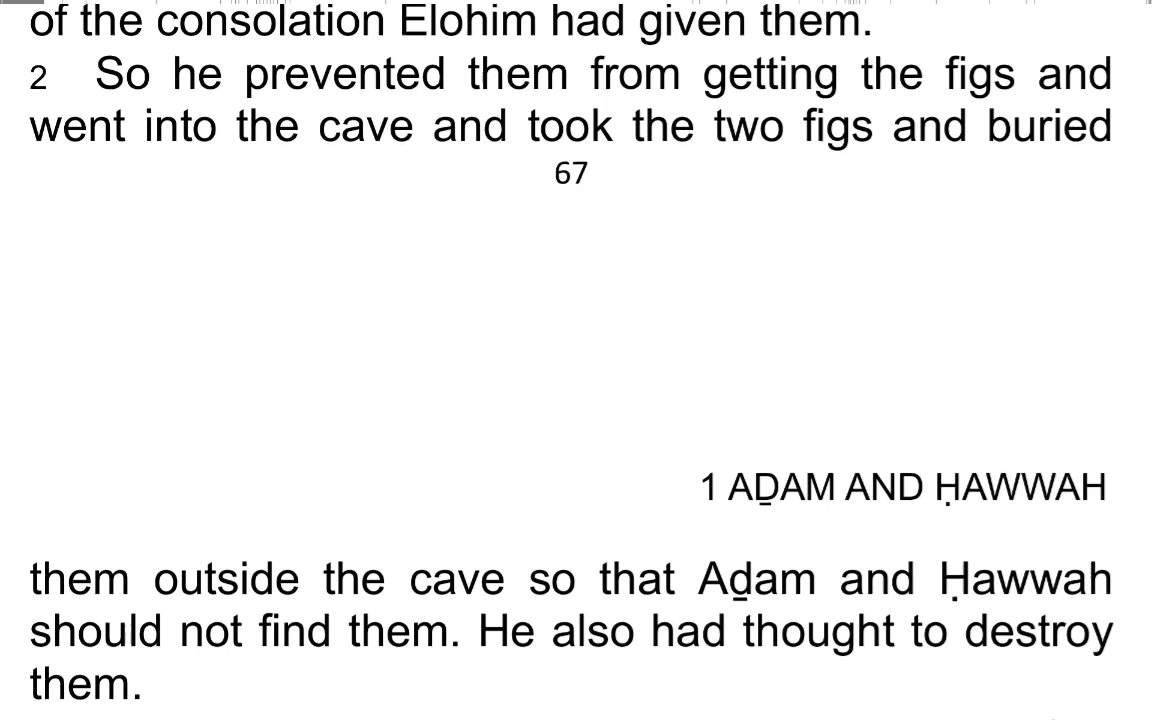 of the consolation Elohim had given them.
2 So he prevented them from getting the figs and
went into the cave and took the two figs and buried
67
1 AḎAM AND ḤAWWAH
them outside the cave so that Aḏam and Ḥawwah
should not find them. He also had thought to destroy
them.